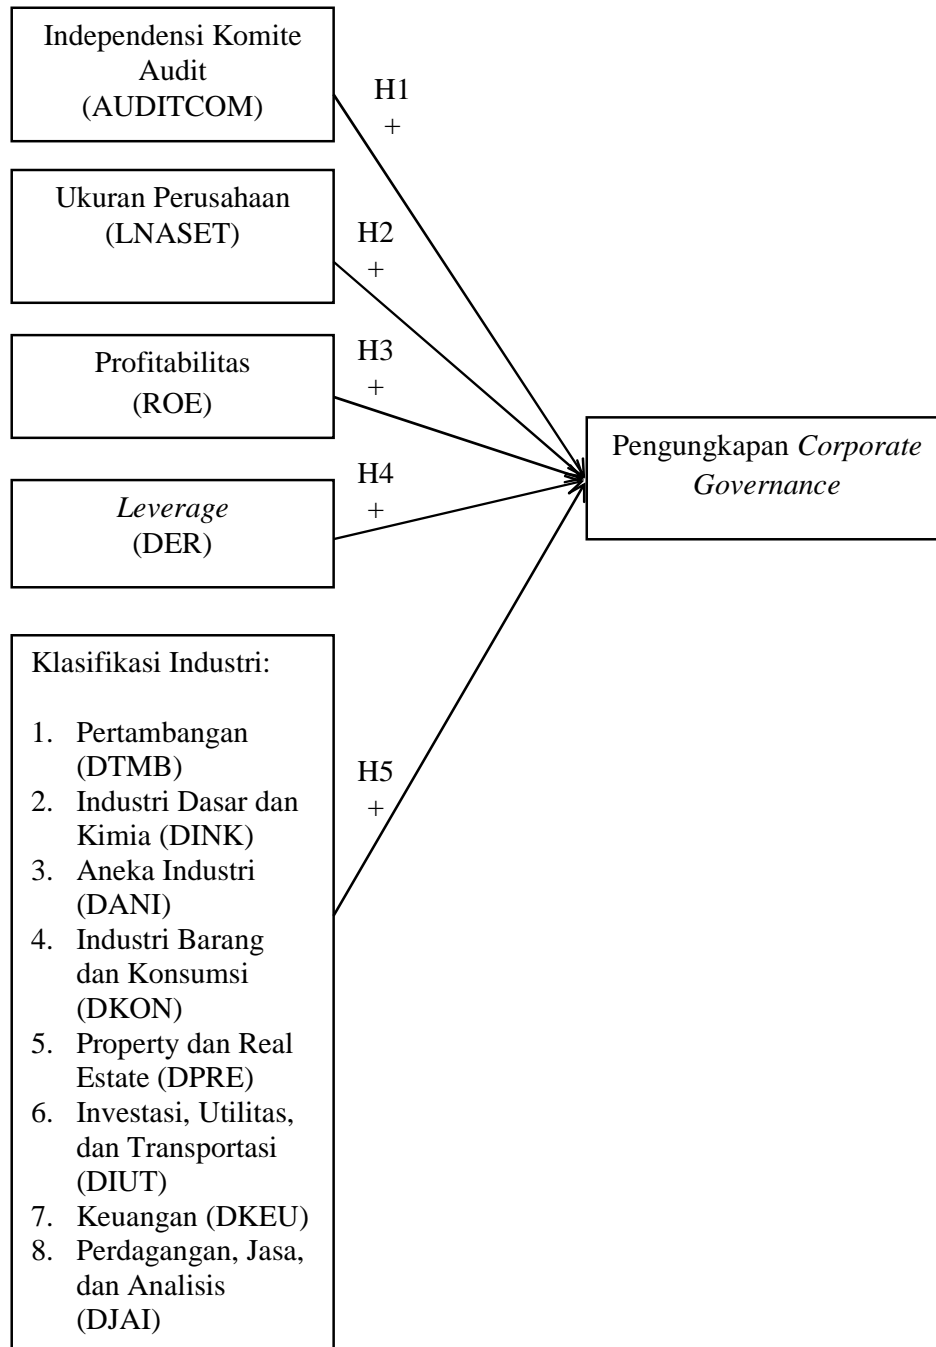 Independensi Komite
Audit
(AUDITCOM)
H1
+
Ukuran Perusahaan
(LNASET)
H2
+
Profitabilitas
(ROE)
H3
+
Leverage
(DER)
H4
+
Pengungkapan Corporate
Governance
Klasifikasi Industri:
1. Pertambangan
(DTMB)
2. Industri Dasar dan
Kimia (DINK)
3. Aneka Industri
(DANI)
4. Industri Barang
dan Konsumsi
(DKON)
5. Property dan Real
Estate (DPRE)
6. Investasi, Utilitas,
dan Transportasi
(DIUT)
7. Keuangan (DKEU)
8. Perdagangan, Jasa,
dan Analisis
(DJAI)
H5
+